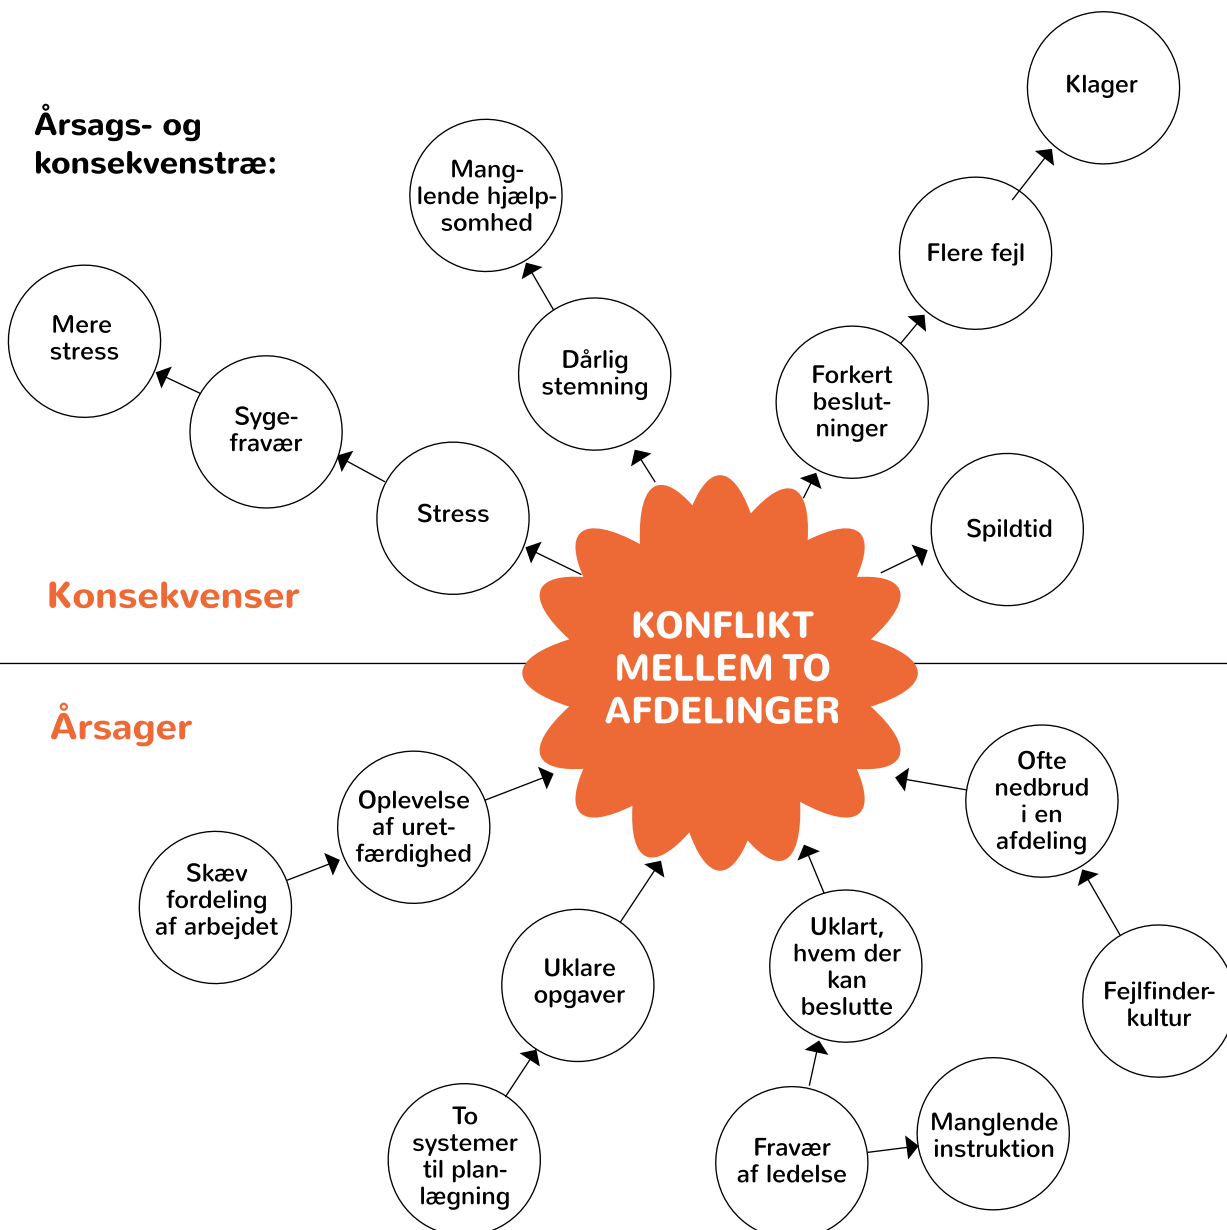 Årsags- og
konsekvenstræ:
Klager
Mang-
lende hjælp-
somhed
Flere fejl
Mere
stress
Dårlig
stemning
Forkert
beslut-
ninger
Syge-
fravær
Stress
Spildtid
Konsekvenser
KONFLIKT
MELLEM TO
AFDELINGER
Årsager
Ofte
nedbrud
i en
afdeling
Oplevelse
af uret-
færdighed
Skæv
fordeling
af arbejdet
Uklart,
hvem der
kan
beslutte
Uklare
opgaver
Fejlfinder-
kultur
To
systemer
til plan-
lægning
Fravær
af ledelse
Manglende
instruktion